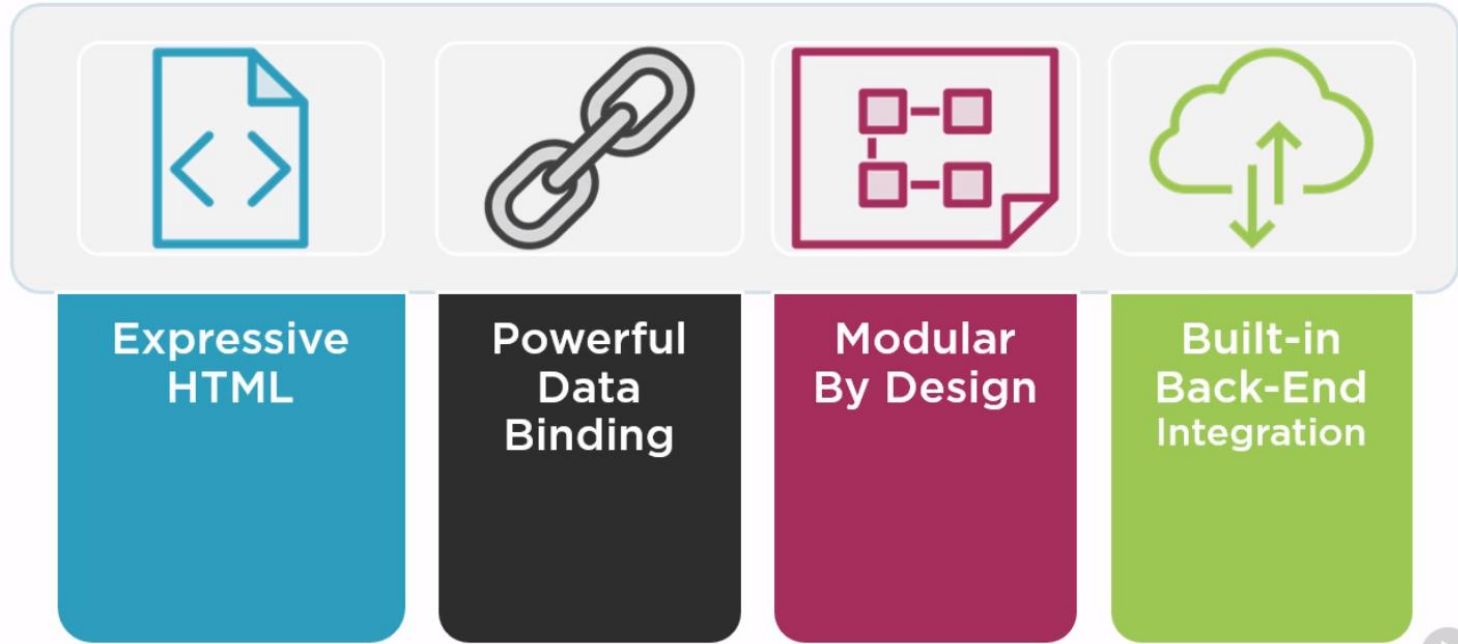 Expressive
HTML
Powerful
Data
Binding
Modular
By Design
Built-in
Back-End
Integration